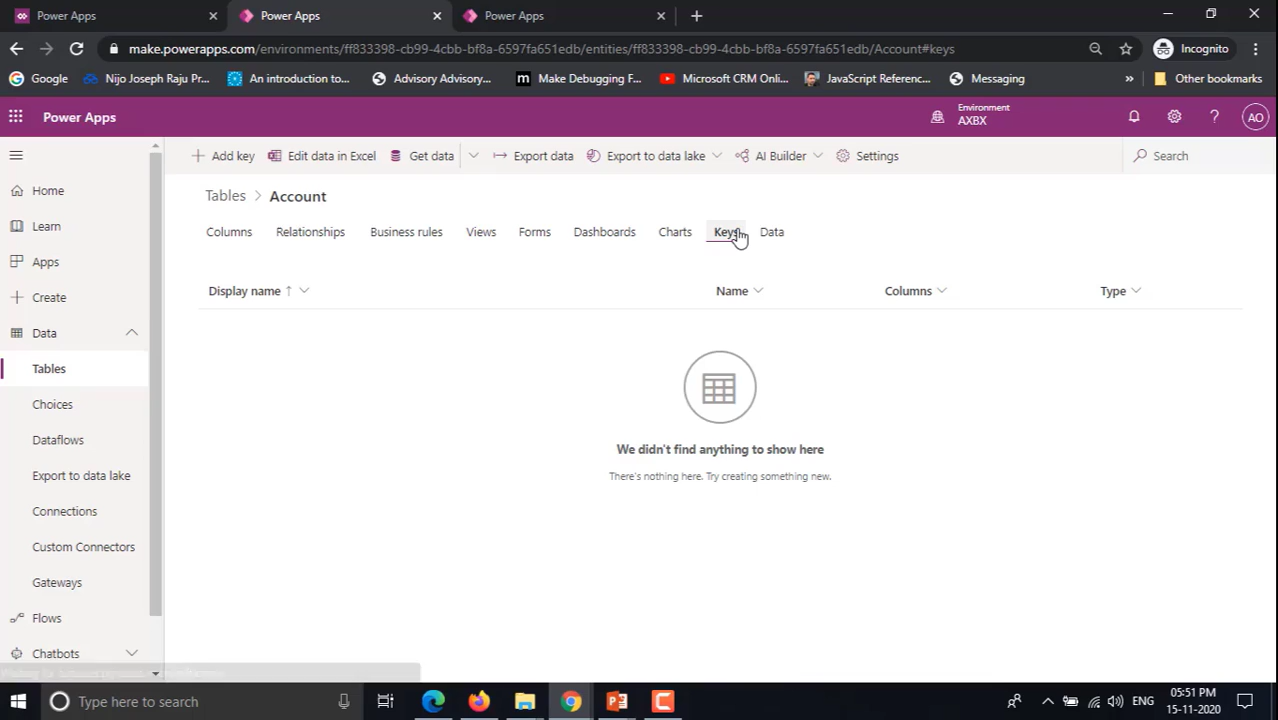 Power Apps
Power Apps
Power Apps
make.powerapps.com/environments/ff833398-cb99-4cbb-bf8a-6597fa651edb/entities/ff833398-cb99-4cbb-bf8a-6597fa651edb/Account#keys
Incognito
Google
Nijo Joseph Raju Pr...
An introduction to...
Advisory Advisory...
Make Debugging F...
Microsoft CRM Onli...
JavaScript Referenc...
Messaging
»
Other bookmarks
Power Apps
Environment
AXBX
AO
Add key
Edit data in Excel
Get data
Export data
Export to data lake
AI Builder
Settings
Search
Home
Learn
Apps
Create
Data
Tables
Choices
Dataflows
Export to data lake
Connections
Custom Connectors
Gateways
Flows
Chatbots
Tables > Account
Columns
Relationships
Business rules
Views
Forms
Dashboards
Charts
Keys
Data
Display name ↑
Name
Columns
Type
We didn't find anything to show here
There's nothing here. Try creating something new.
Type here to search
ENG
05:51 PM
15-11-2020